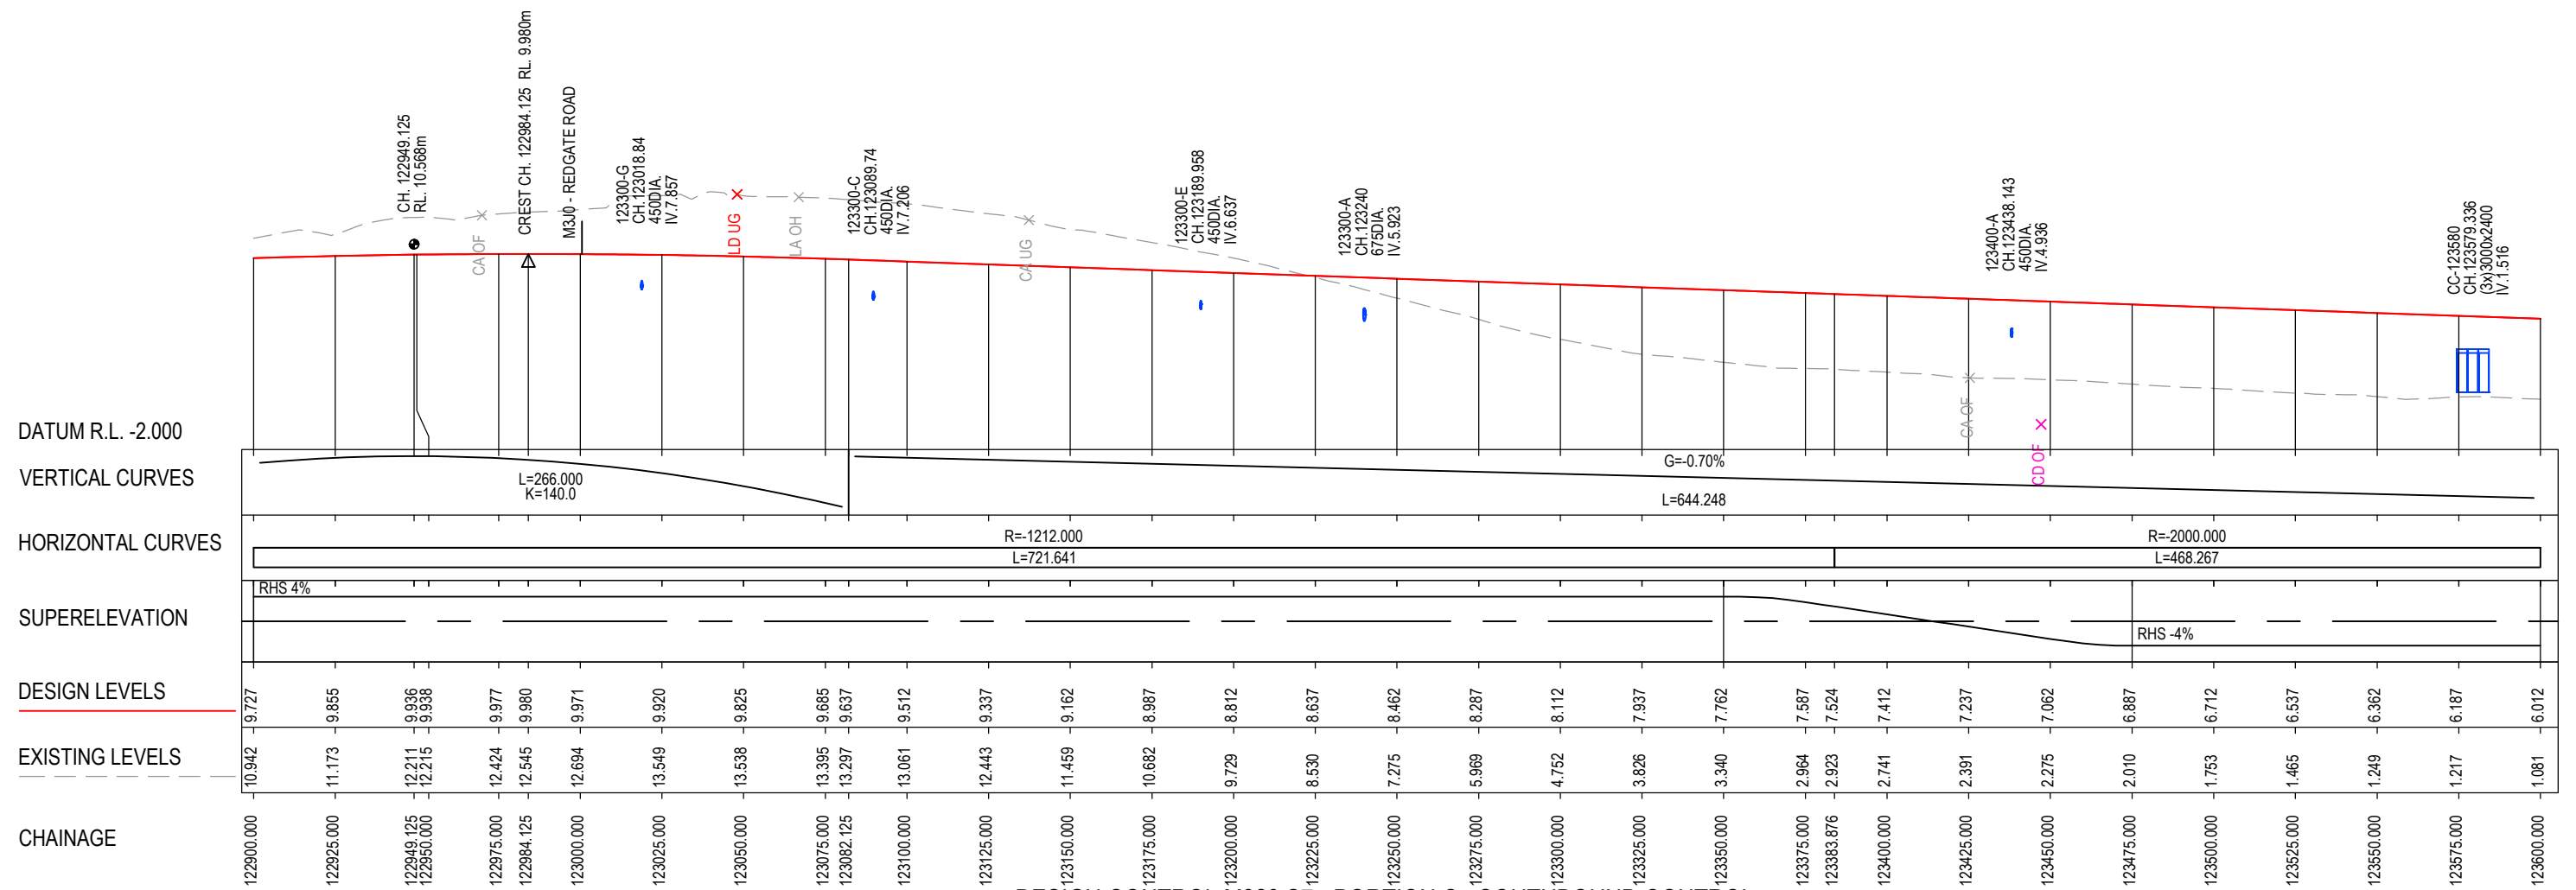 CH. 122949.125
RL. 10.568m
CA OF
CREST CH. 122984.125  RL. 9.980m
M3J0 - REDGATE ROAD
123300-G
CH.123018.84
450DIA.
IV.7.857
LD UG
LA OH
123300-C
CH.123089.74
450DIA.
IV.7.206
CA UG
123300-E
CH.123189.958
450DIA.
IV.6.637
123300-A
CH.123240
675DIA.
IV.5.923
123400-A
CH.123438.143
450DIA.
IV.4.936
CA OF
CD OF
CC-123580
CH.123579.336
(3x)3000x2400
IV.1.516
DATUM R.L. -2.000
VERTICAL CURVES
L=266.000
K=140.0
G=-0.70%
L=644.248
HORIZONTAL CURVES
R=-1212.000
L=721.641
R=-2000.000
L=468.267
SUPERELEVATION
RHS 4%
RHS -4%
DESIGN LEVELS
9.727
9.855
9.936
9.938
9.977
9.980
9.971
9.920
9.825
9.685
9.637
9.512
9.337
9.162
8.987
8.812
8.637
8.462
8.287
8.112
7.937
7.762
7.587
7.524
7.412
7.237
7.062
6.887
6.712
6.537
6.362
6.187
6.012
EXISTING LEVELS
10.942
11.173
12.211
12.215
12.424
12.545
12.694
13.549
13.538
13.395
13.297
13.061
12.443
11.459
10.682
9.729
8.530
7.275
5.969
4.752
3.826
3.340
2.964
2.923
2.741
2.391
2.275
2.010
1.753
1.465
1.249
1.217
1.081
CHAINAGE
122900.000
122925.000
122949.125
122950.000
122975.000
122984.125
123000.000
123025.000
123050.000
123075.000
123082.125
123100.000
123125.000
123150.000
123175.000
123200.000
123225.000
123250.000
123275.000
123300.000
123325.000
123350.000
123375.000
123383.876
123400.000
123425.000
123450.000
123475.000
123500.000
123525.000
123550.000
123575.000
123600.000